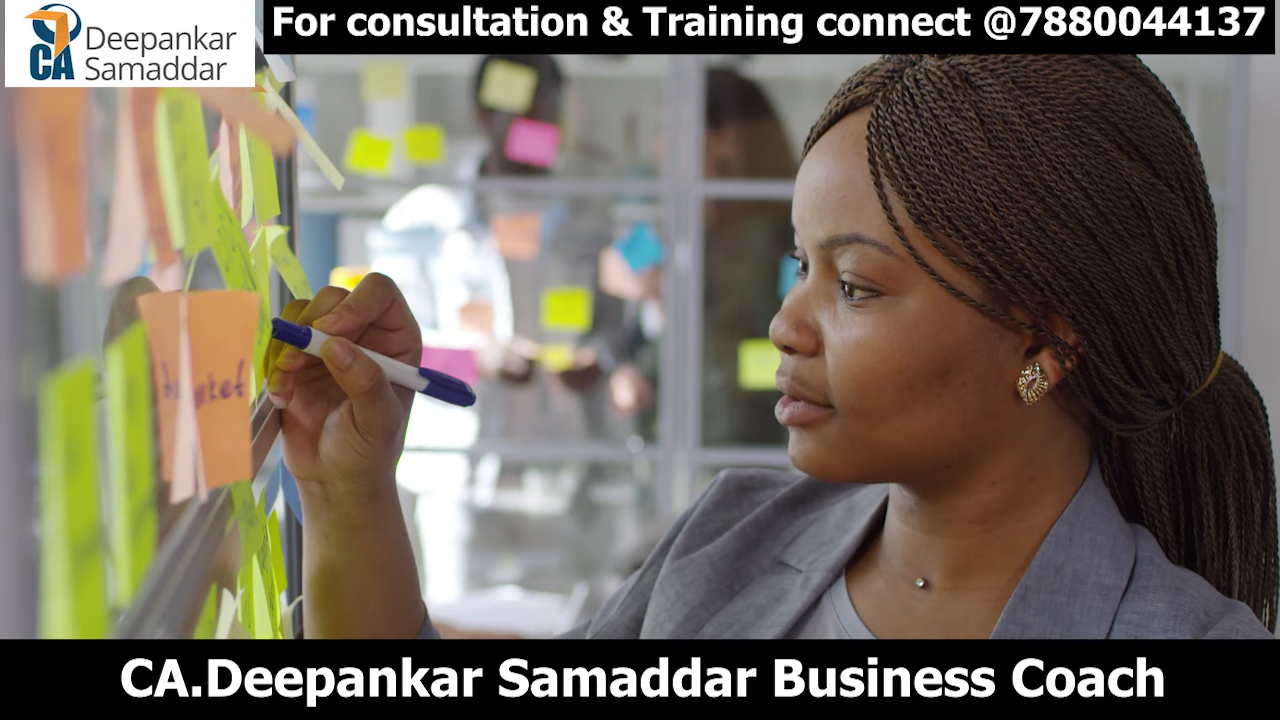 CA
Deepankar
Samaddar
For consultation & Training connect @7880044137
CA.Deepankar Samaddar Business Coach